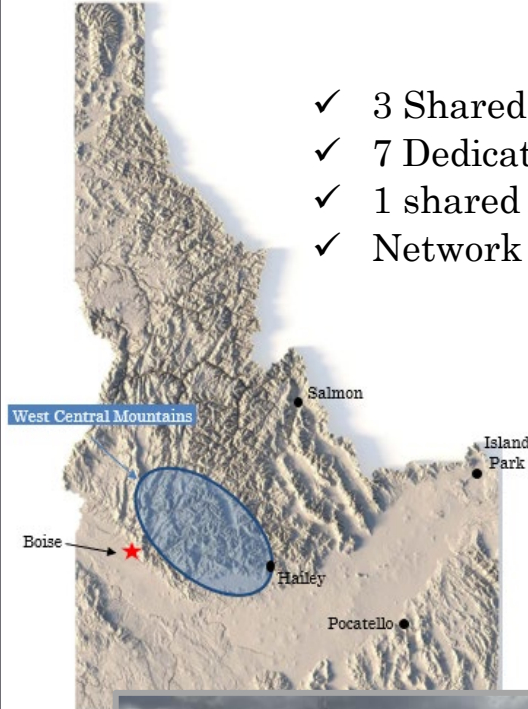 ✓ 3 Shared
✓ 7 Dedicat
✓ 1 shared
✓ Network
Salmon
West Central Mountains
Island
Park
Boise
Hailey
Pocatello